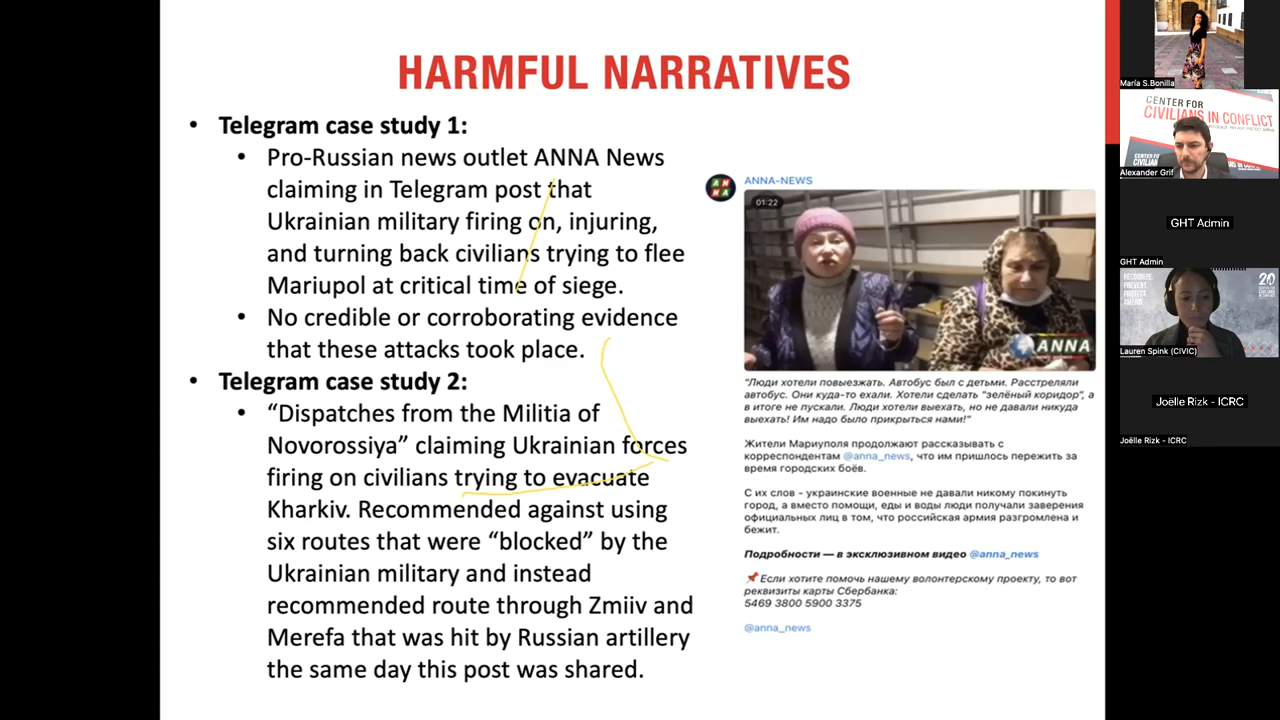 HARMFUL NARRATIVES
• Telegram case study 1:
• Pro-Russian news outlet ANNA News
claiming in Telegram post that
Ukrainian military firing on, injuring,
and turning back civilians trying to flee
Mariupol at critical time of siege.
• No credible or corroborating evidence
that these attacks took place.
• Telegram case study 2:
• “Dispatches from the Militia of
Novorossiya” claiming Ukrainian forces
firing on civilians trying to evacuate
Kharkiv. Recommended against using
six routes that were “blocked” by the
Ukrainian military and instead
recommended route through Zmiiv and
Merefa that was hit by Russian artillery
the same day this post was shared.
AN
NA
ANNA-NEWS
01:22
ANNA
"Люди хотели повыезжать. Автобус был с детьми. Расстреляли
автобус. Они куда-то ехали. Хотели сделать "зелёный коридор", а
в итоге не пускали. Люди хотели выехать, но не давали никуда
выехать! Им надо было прикрыться нами!"
Жители Мариуполя продолжают рассказывать с
корреспондентам @anna_news, что им пришлось пережить за
время городских боёв.
С их слов - украинские военные не давали никому покинуть
город, а вместо помощи, еды и воды люди получали заверения
официальных лиц в том, что российская армия разгромлена и
бежит.
Подробности — в эксклюзивном видео @anna_news
📌 Если хотите помочь нашему волонтерскому проекту, то вот
реквизиты карты Сбербанка:
5469 3800 5900 3375
@anna_news
María S.Bonilla
CENTER FOR
CIVILIANS IN CONFLICT
Alexander Grif
GHT Admin
GHT Admin
RECOGNIZE.
PREVENT.
PROTECT.
AMEND.
20
Lauren Spink (CIVIC)
Joëlle Rizk - ICRC
Joëlle Rizk - ICRC